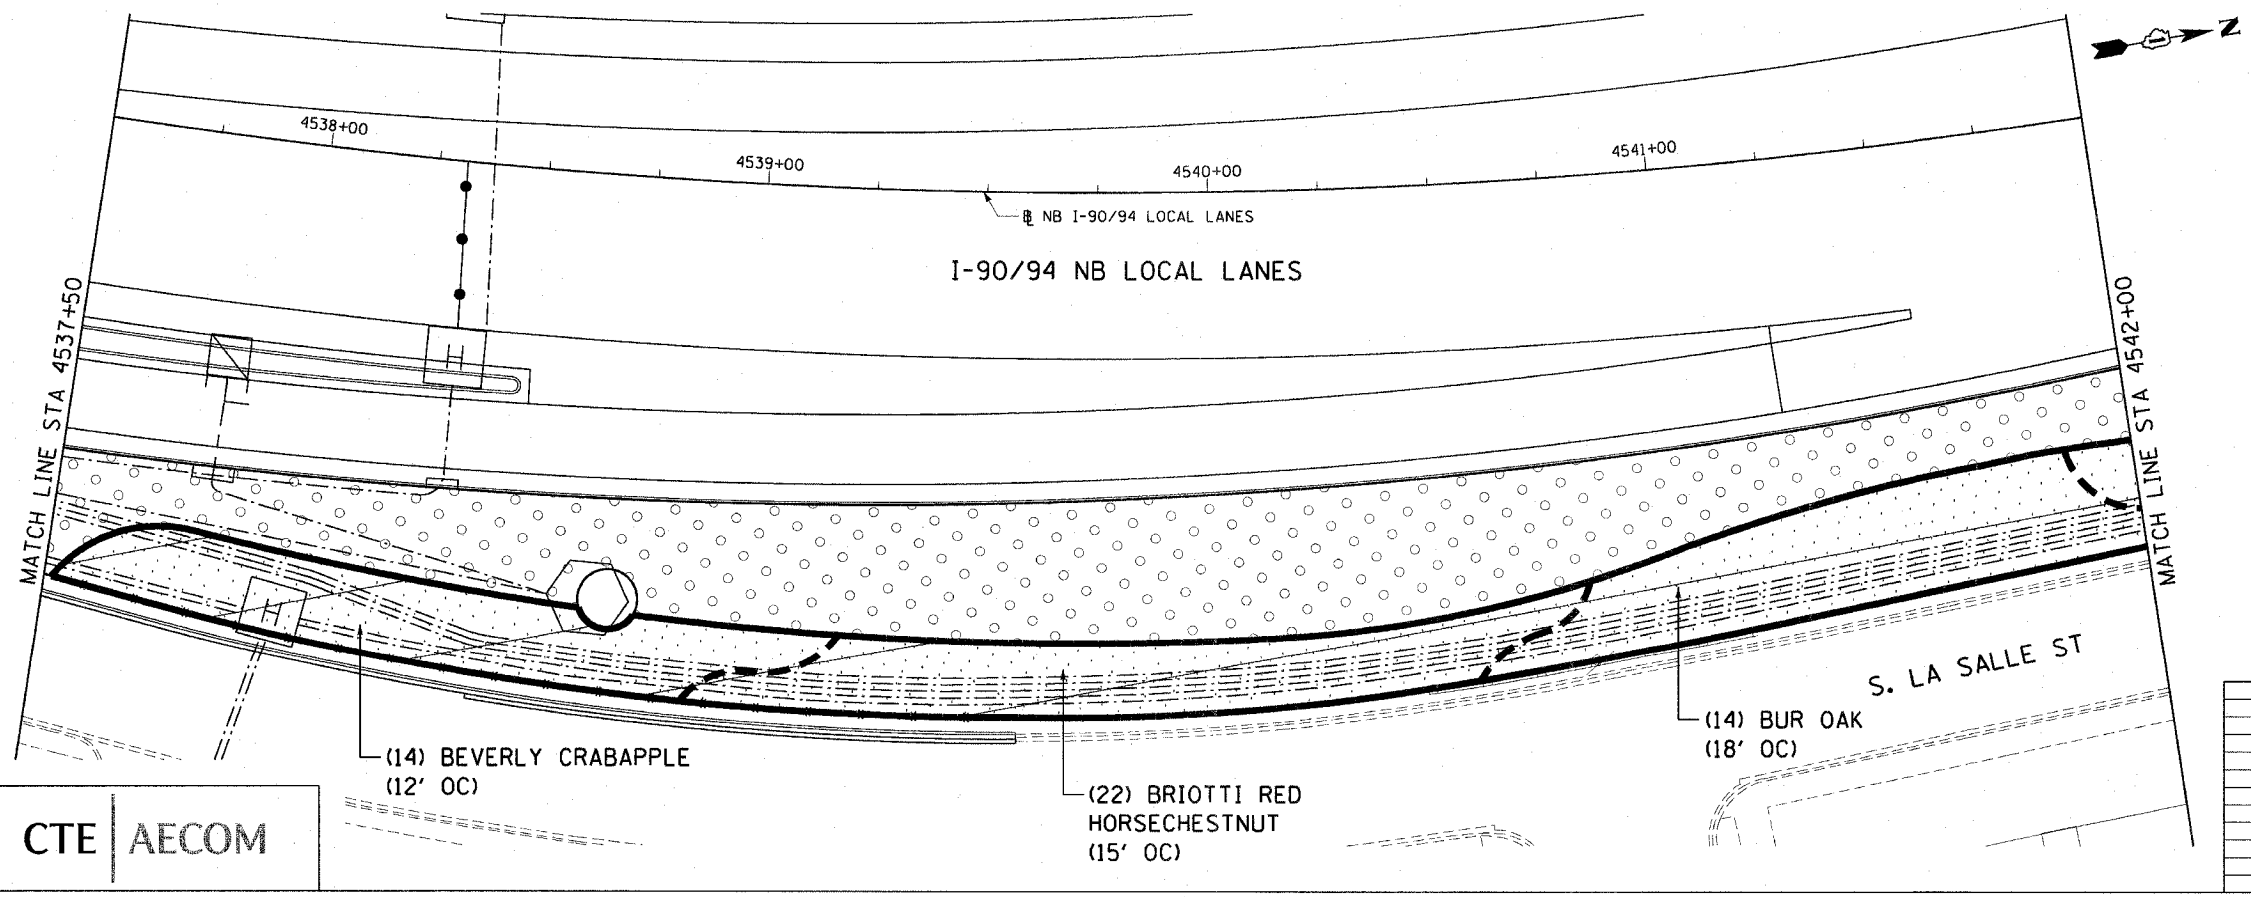 N
4538+00
4539+00
4540+00
4541+00
NB I-90/94 LOCAL LANES
I-90/94 NB LOCAL LANES
MATCH LINE STA 4537+50
MATCH LINE STA 4542+00
H
H
S. LA SALLE ST
(14) BEVERLY CRABAPPLE
(12' OC)
(22) BRIOTTI RED
HORSECHESTNUT
(15' OC)
(14) BUR OAK
(18' OC)
CTE AECOM